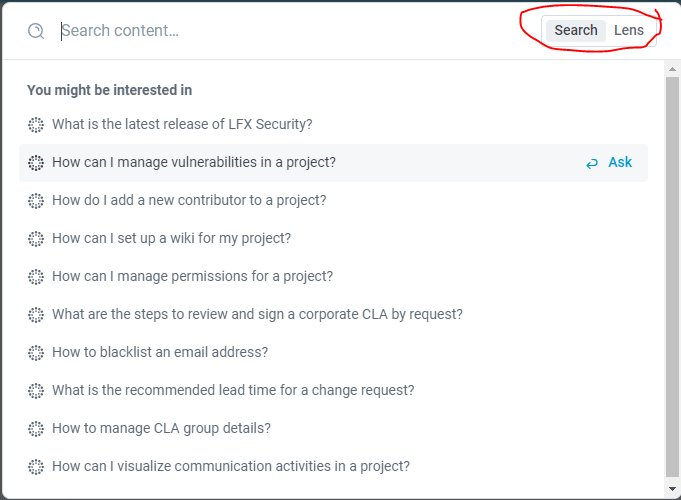 Search content...
Search Lens
You might be interested in
What is the latest release of LFX Security?
How can I manage vulnerabilities in a project?
Ask
How do I add a new contributor to a project?
How can I set up a wiki for my project?
How can I manage permissions for a project?
What are the steps to review and sign a corporate CLA by request?
How to blacklist an email address?
What is the recommended lead time for a change request?
How to manage CLA group details?
How can I visualize communication activities in a project?